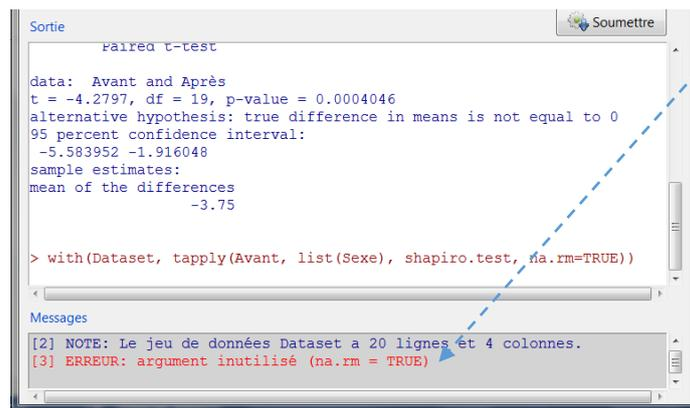 Sortie
Soumettre
Paired t-test
data: Avant and Après
t = -4.2797, df = 19, p-value = 0.0004046
alternative hypothesis: true difference in means is not equal to 0
95 percent confidence interval:
-5.583952 -1.916048
sample estimates:
mean of the differences
-3.75
> with(Dataset, tapply(Avant, list(Sexe), shapiro.test, na.rm=TRUE))
Messages
[2] NOTE: Le jeu de données Dataset a 20 lignes et 4 colonnes.
[3] ERREUR: argument inutilisé (na.rm = TRUE)